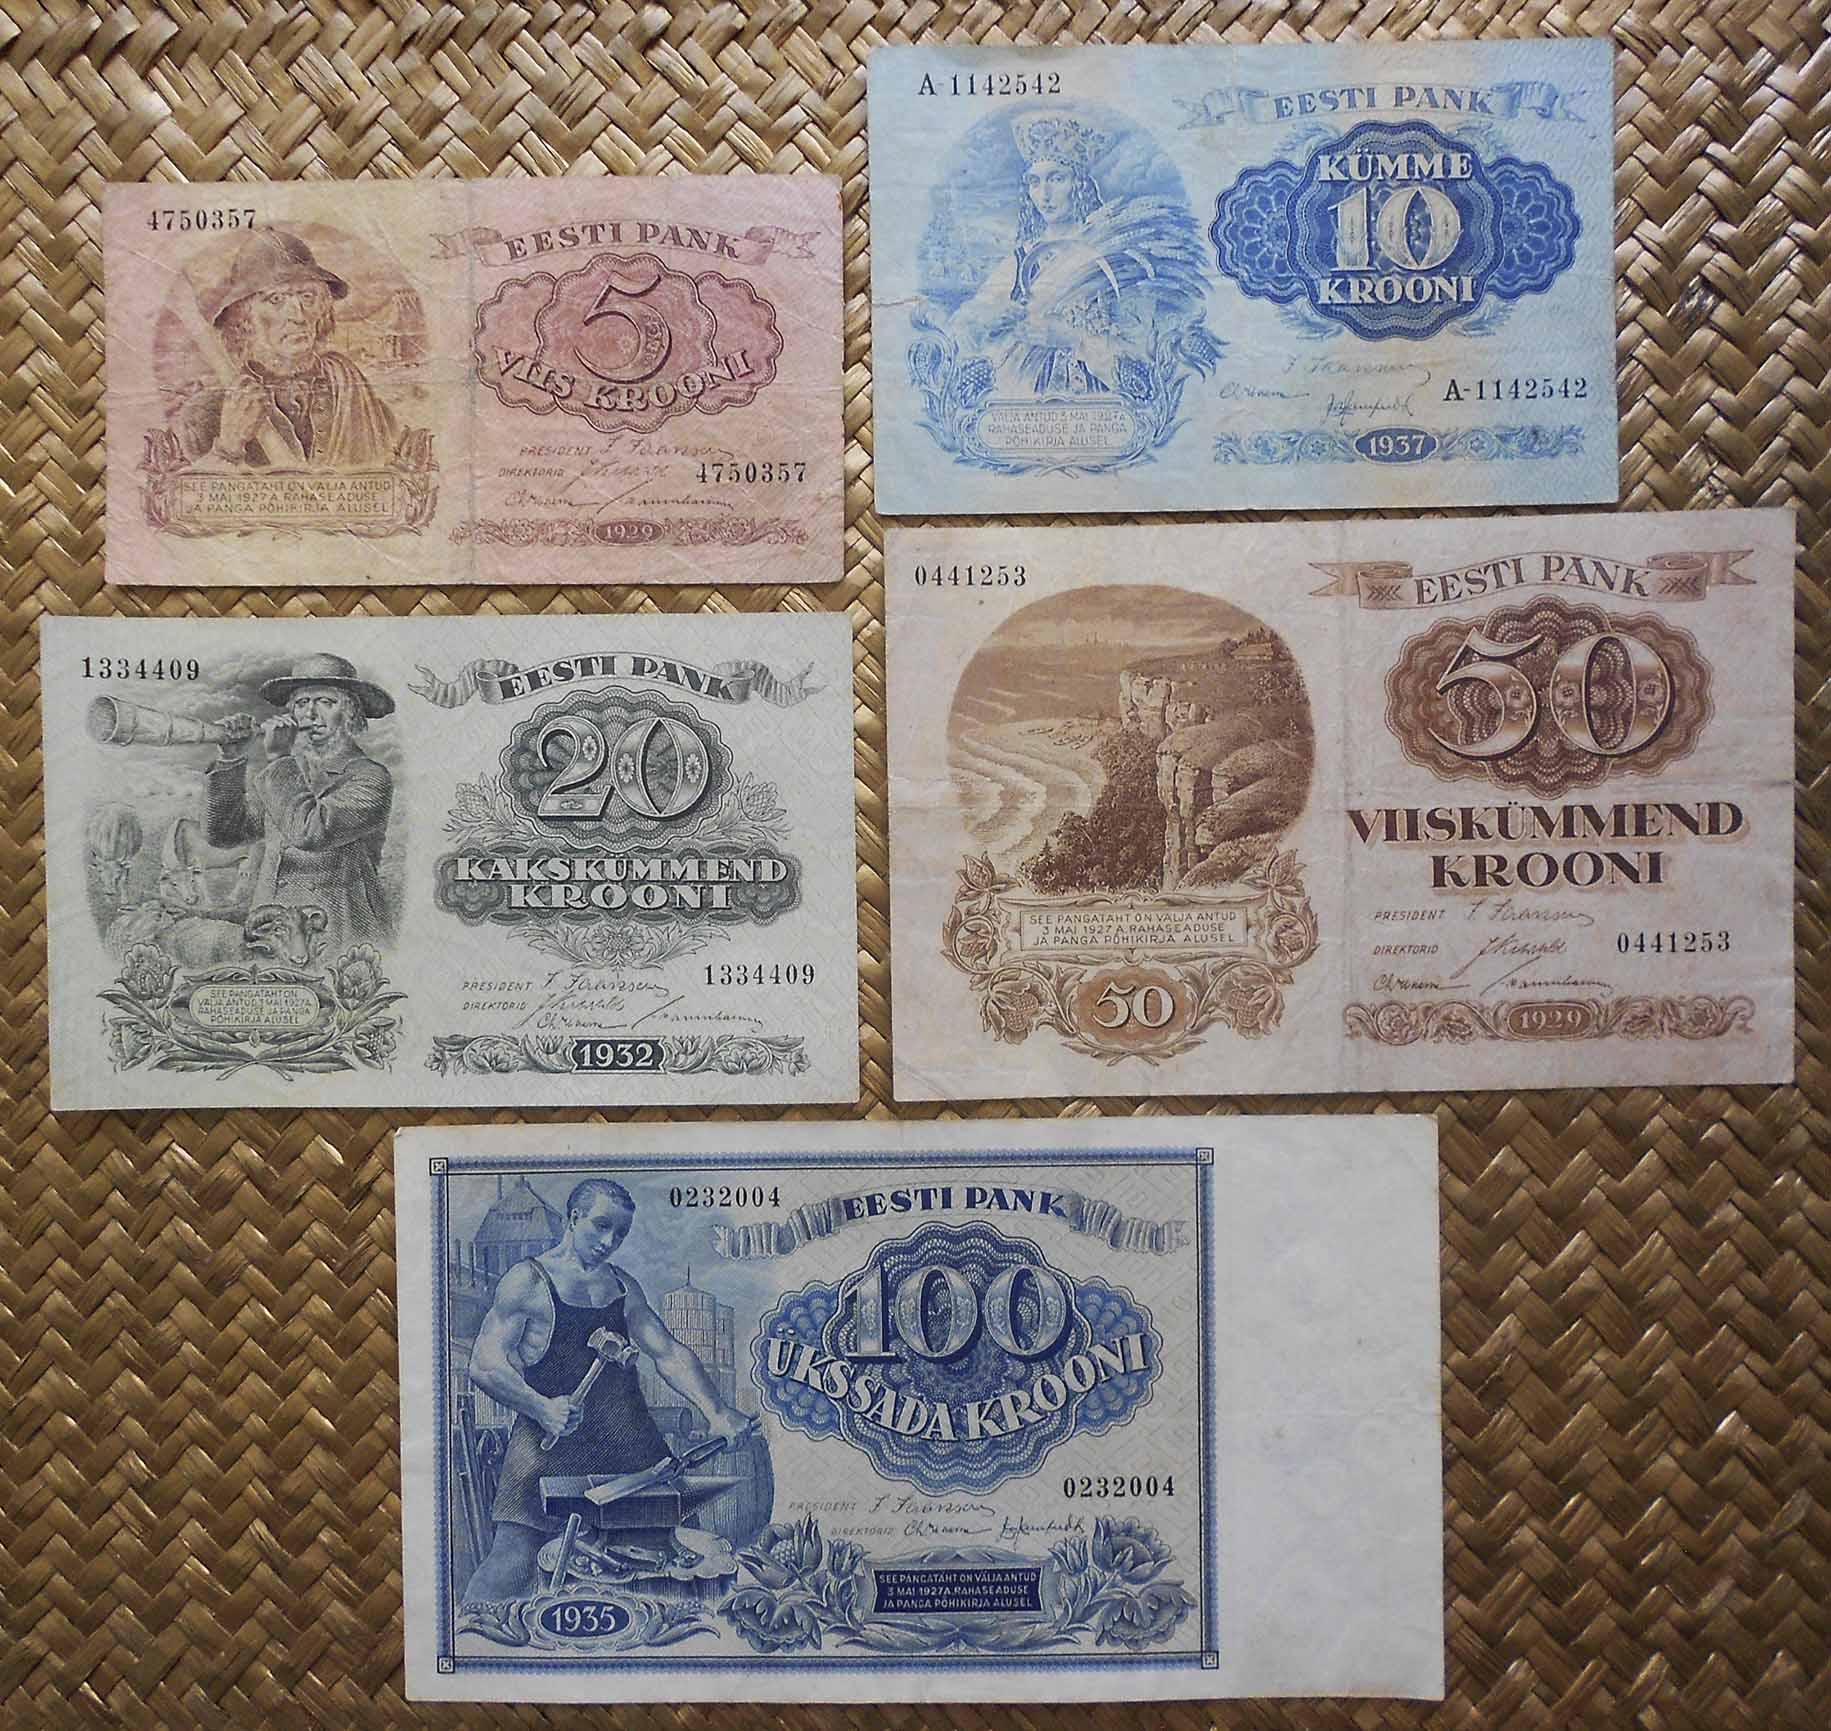 4750357
EESTI PANK
5
VIIS KROONI
PRESIDENT
DIREKTORID
4750357
SEE PANGATÄHT ON VÄLJA ANTUD
3 MAI 1927 A. RAHASEADUSE
JA PANGA PÕHIKIRJA ALUSEL
1929
A-1142542
EESTI PANK
KÜMME
10
KROONI
A-1142542
VÄLJA ANTUD 3 MAI 1927 A.
RAHASEADUSE JA PANGA
PÕHIKIRJA ALUSEL
1937
1334409
EESTI PANK
20
KAKSKÜMMEND
KROONI
PRESIDENT
DIREKTORID
1334409
SEE PANGATÄHT ON
VÄLJA ANTUD 3 MAI 1927 A.
RAHASEADUSE JA PANGA
PÕHIKIRJA ALUSEL
1932
0441253
EESTI PANK
50
VIISKÜMMEND
KROONI
PRESIDENT
DIREKTORID
0441253
SEE PANGATÄHT ON VÄLJA ANTUD
3 MAI 1927 A. RAHASEADUSE
JA PANGA PÕHIKIRJA ALUSEL
50
1929
0232004
EESTI PANK
100
ÜKSSADA KROONI
0232004
PRESIDENT
DIREKTORID
SEE PANGATÄHT ON VÄLJA ANTUD
3 MAI 1927 A. RAHASEADUSE
JA PANGA PÕHIKIRJA ALUSEL
1935